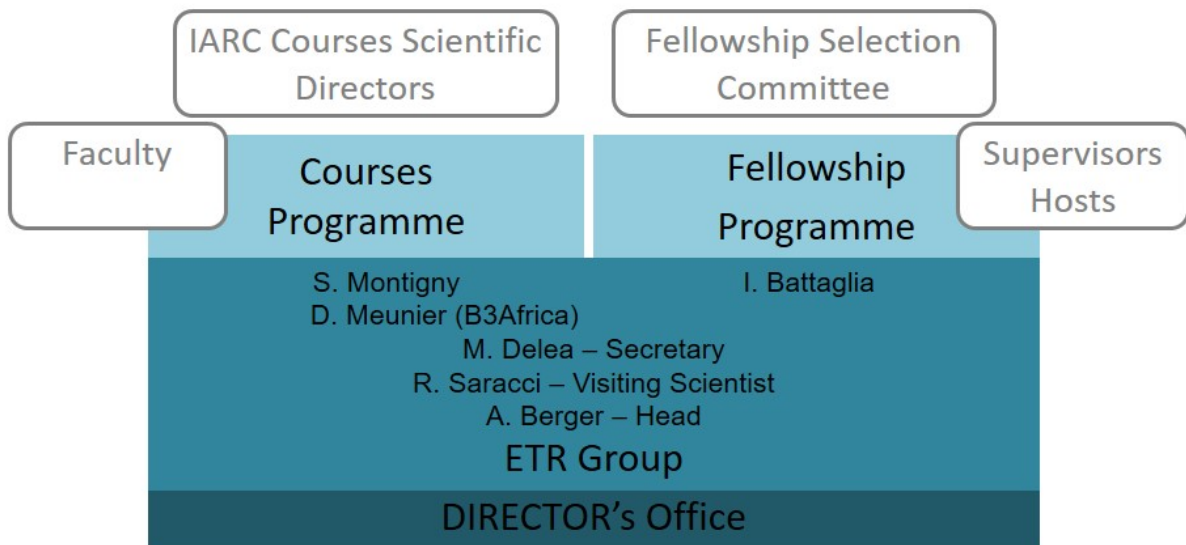 IARC Courses Scientific
Directors
Fellowship Selection
Committee
Faculty
Courses
Programme
Fellowship
Programme
Supervisors
Hosts
S. Montigny
I. Battaglia
D. Meunier (B3Africa)
M. Delea – Secretary
R. Saracci – Visiting Scientist
A. Berger – Head
ETR Group
DIRECTOR's Office